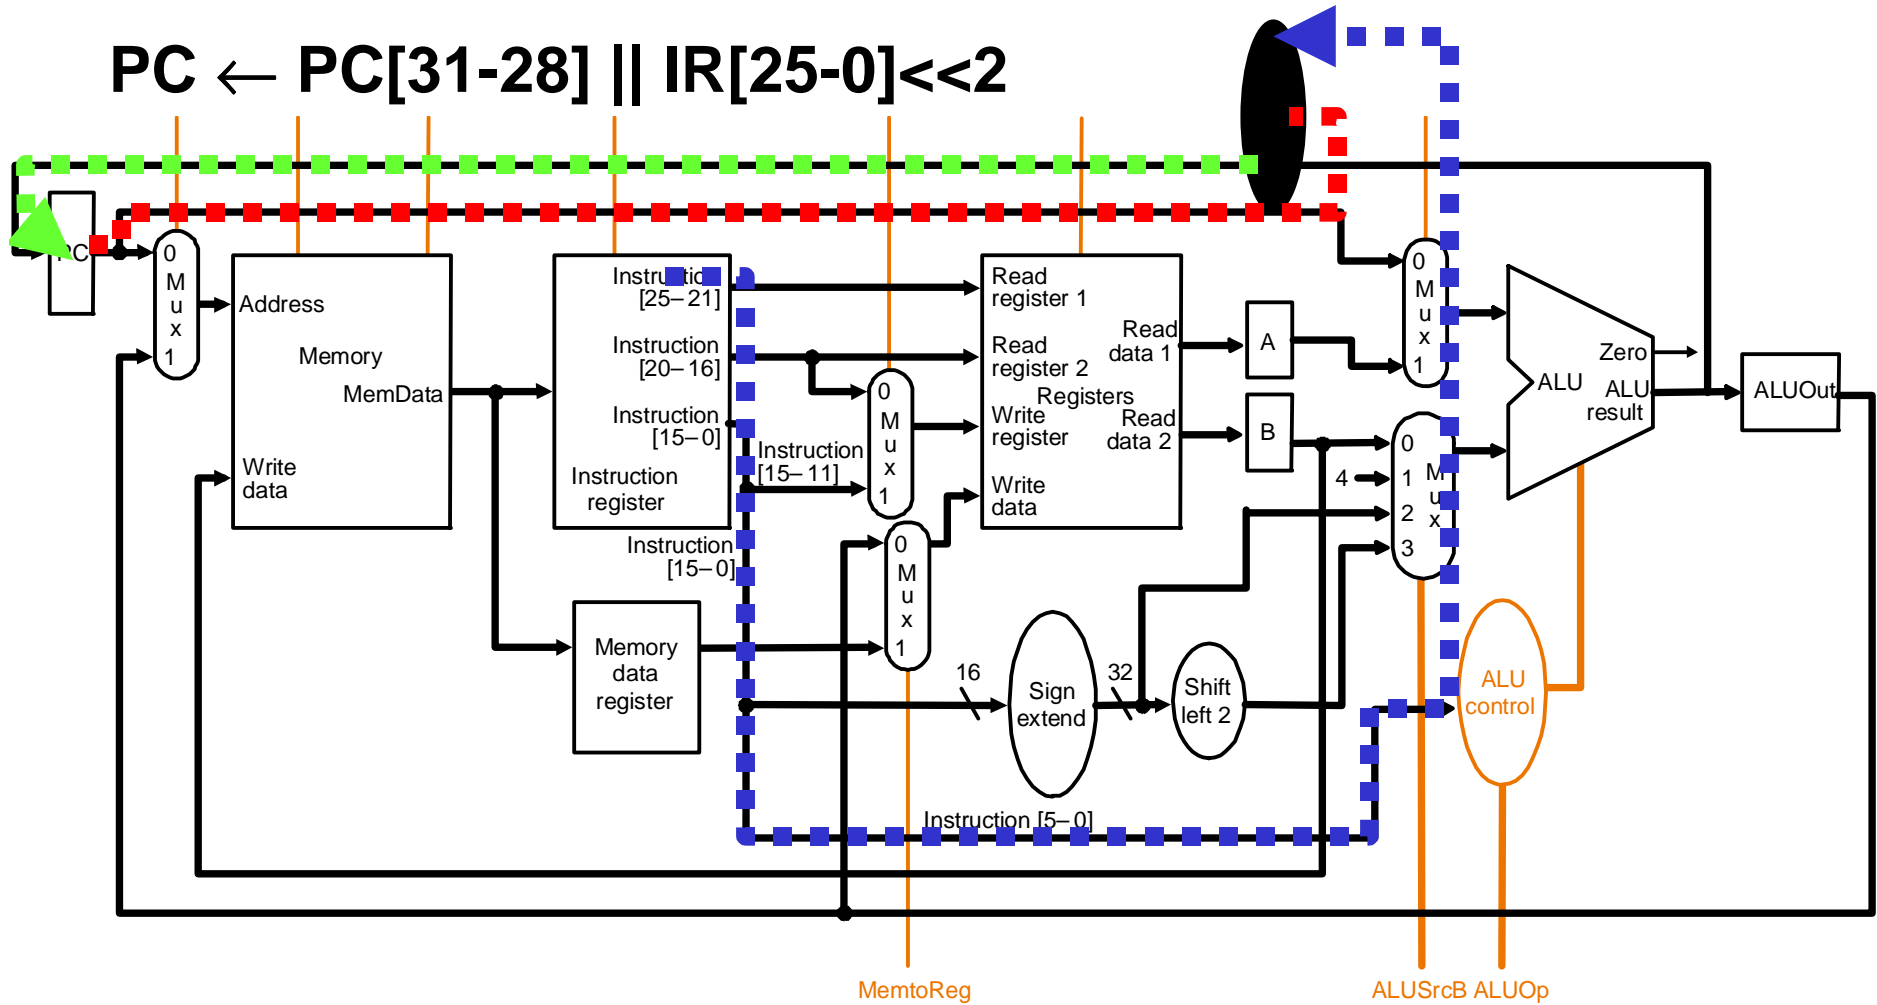 PC ← PC[31-28] || IR[25-0]<<2
PC
0
M
u
x
1
Address
Memory
MemData
Write
data
Instruction
[25–21]
Instruction
[20–16]
Instruction
[15–0]
Instruction
register
Instruction
[15–0]
Instruction
[15–11]
Memory
data
register
0
M
u
x
1
0
M
u
x
1
Read
register 1
Read
register 2
Registers
Write
register
Write
data
Read
data 1
Read
data 2
16
Sign
extend
32
Shift
left 2
Instruction [5–0]
A
B
4
0
M
u
x
1
0
1
2
3
M
u
x
Zero
ALU
ALU
result
ALUOut
ALU
control
MemtoReg
ALUSrcB
ALUOp